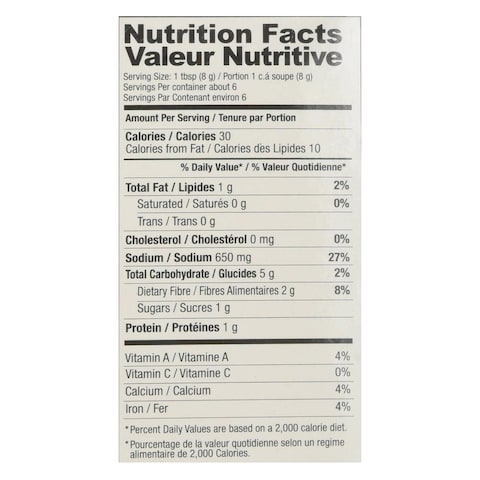 Nutrition Facts
Valeur Nutritive
Serving Size: 1 tbsp (8 g) / Portion 1 c.à soupe (8 g)
Servings Per container about 6
Servings Par Contenant environ 6
Amount Per Serving / Tenure par Portion
Calories / Calories 30
Calories from Fat / Calories des Lipides 10
% Daily Value* / % Valeur Quotidienne*
Total Fat / Lipides 1 g 2%
Saturated / Saturés 0 g 0%
Trans / Trans 0 g
Cholesterol / Cholestérol 0 mg 0%
Sodium / Sodium 650 mg 27%
Total Carbohydrate / Glucides 5 g 2%
Dietary Fibre / Fibres Alimentaires 2 g 8%
Sugars / Sucres 1 g
Protein / Protéines 1 g
Vitamin A / Vitamine A 4%
Vitamin C / Vitamine C 0%
Calcium / Calcium 4%
Iron / Fer 4%
*Percent Daily Values are based on a 2,000 calorie diet.
*Pourcentage de la valeur quotidienne selon un regime
alimentaire de 2,000 Calories.